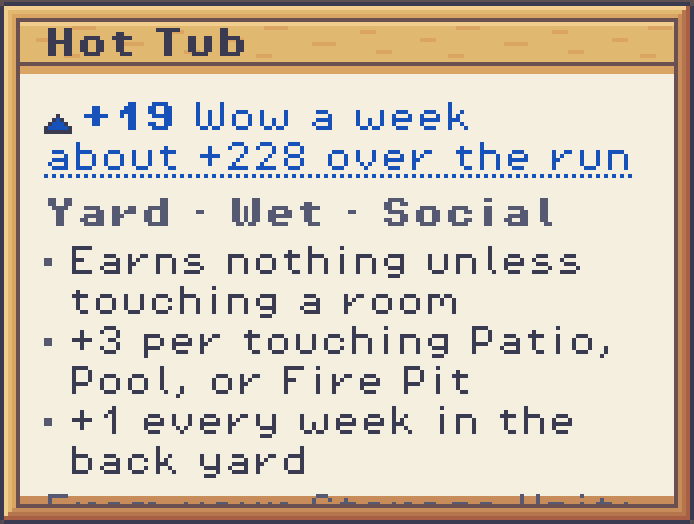 Hot Tub
+19 Wow a week
about +228 over the run
Yard · Wet · Social
▪ Earns nothing unless
touching a room
▪ +3 per touching Patio,
Pool, or Fire Pit
▪ +1 every week in the
back yard